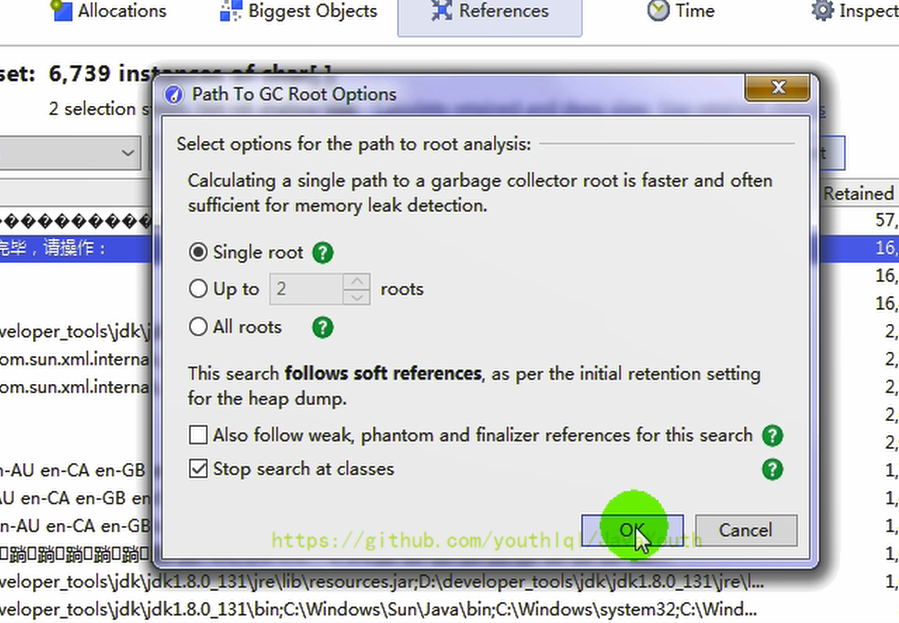 Allocations
Biggest Objects
References
Time
Inspect
set: 6,739 instances of char[ ]
2 selection
Path To GC Root Options
Select options for the path to root analysis:
Calculating a single path to a garbage collector root is faster and often
sufficient for memory leak detection.
Retained
57,
完毕，请操作：
16,
Single root
16,
Up to 2 roots
16,
veloper_tools\jdk\j
All roots
2,
om.sun.xml.interna
2,
om.sun.xml.interna
This search follows soft references, as per the initial retention setting
for the heap dump.
2,
2,
2,
Also follow weak, phantom and finalizer references for this search
n-AU en-CA en-GB
Stop search at classes
1,
AU en-CA en-GB en
1,
n-AU en-CA en-GB
OK
Cancel
1,
https://github.com/youthlql/JavaYouth
1,
veloper_tools\jdk\jdk1.8.0_131\jre\lib\resources.jar;D:\developer_tools\jdk\jdk1.8.0_131\jre\l...
1,
veloper_tools\jdk\jdk1.8.0_131\bin;C:\Windows\Sun\Java\bin;C:\Windows\system32;C:\Wind...